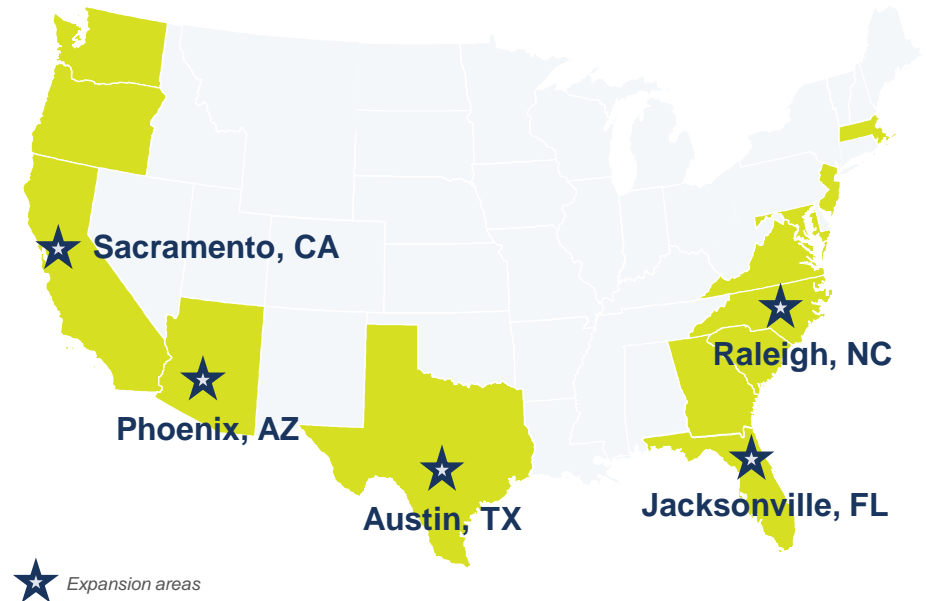 Sacramento, CA
Raleigh, NC
Phoenix, AZ
Jacksonville, FL
Austin, TX
Expansion areas